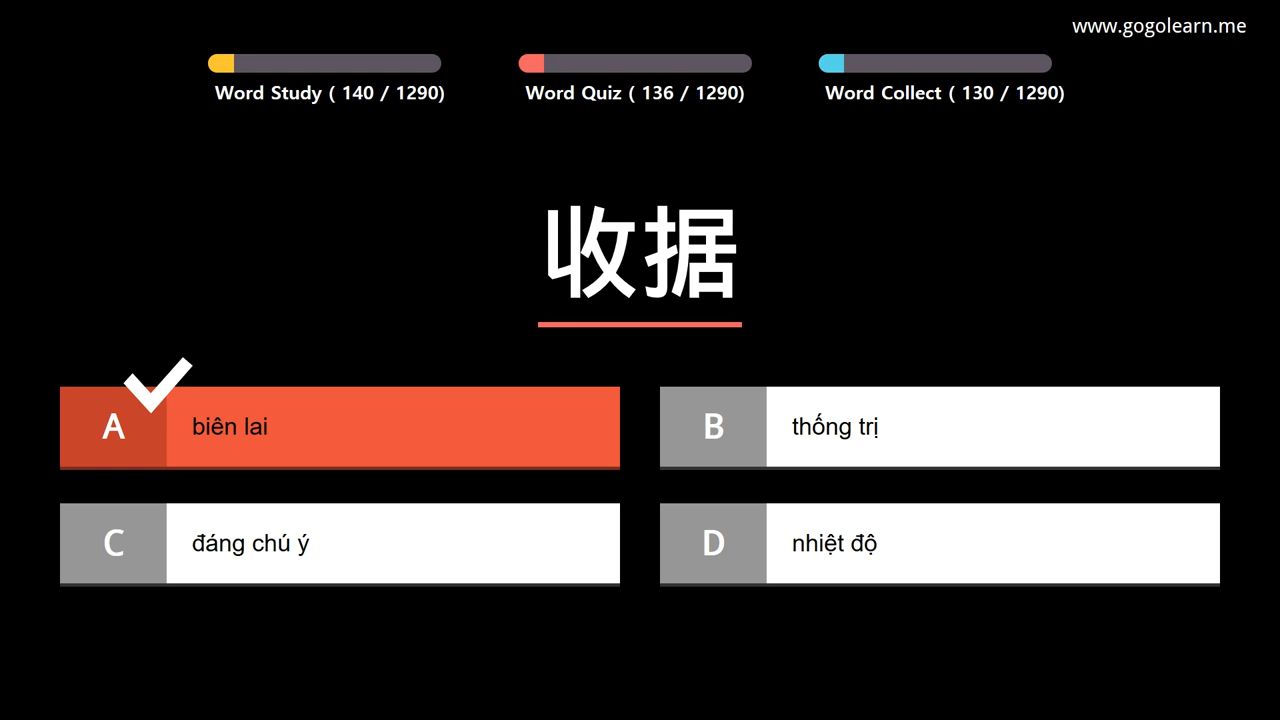 www.gogolearn.me
Word Study ( 140 / 1290)
Word Quiz ( 136 / 1290)
Word Collect ( 130 / 1290)
收据
A
biên lai
B
thống trị
C
đáng chú ý
D
nhiệt độ